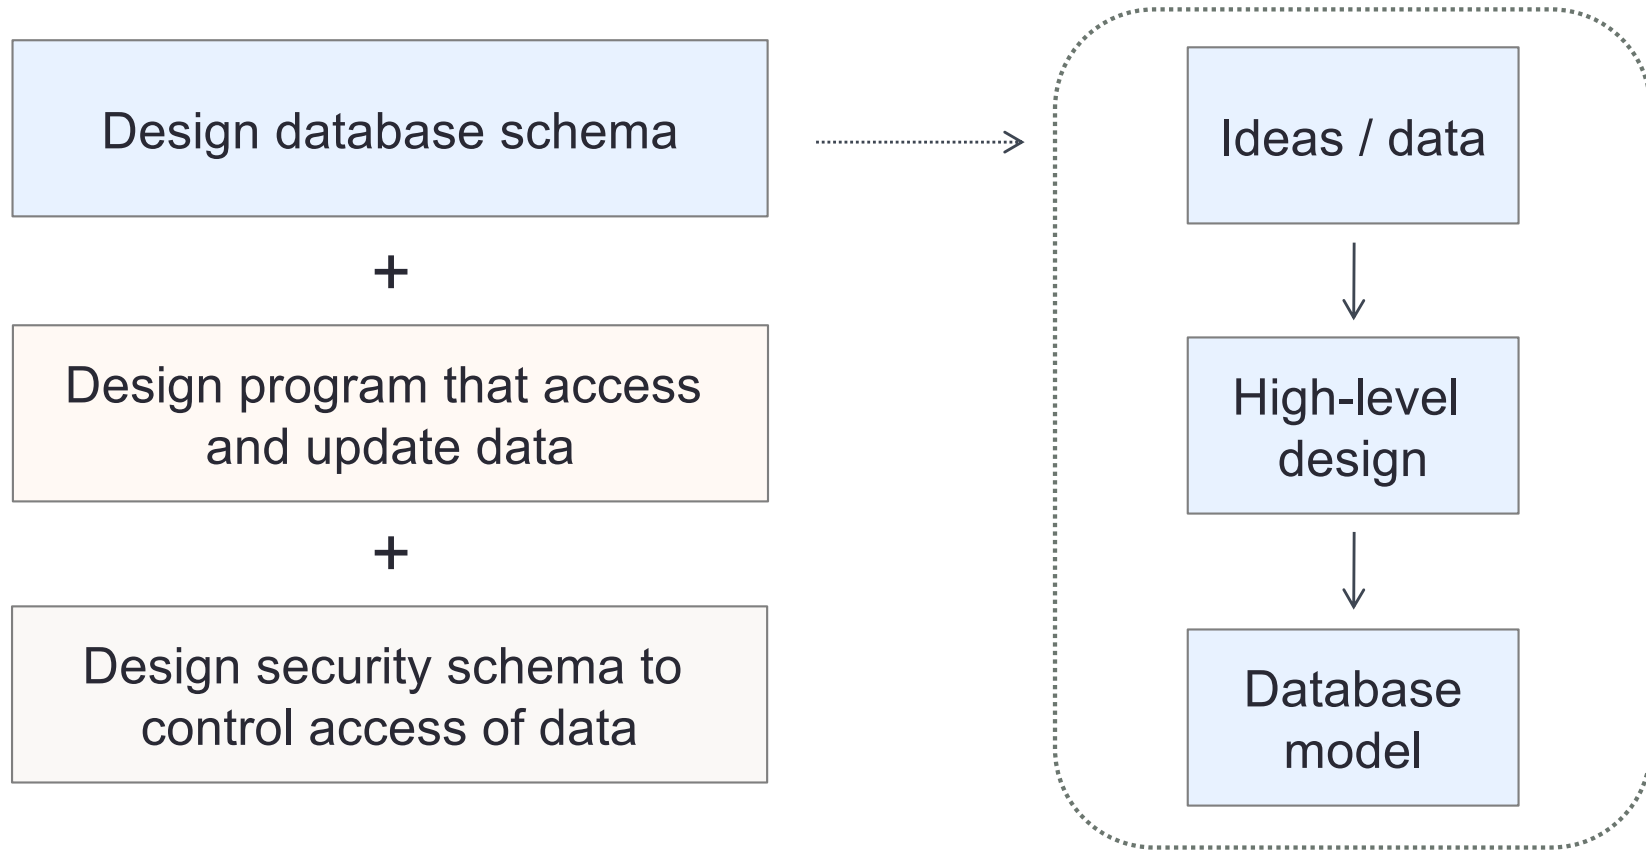 Design database schema
+
Design program that access
and update data
+
Design security schema to
control access of data
Ideas / data
High-level
design
Database
model